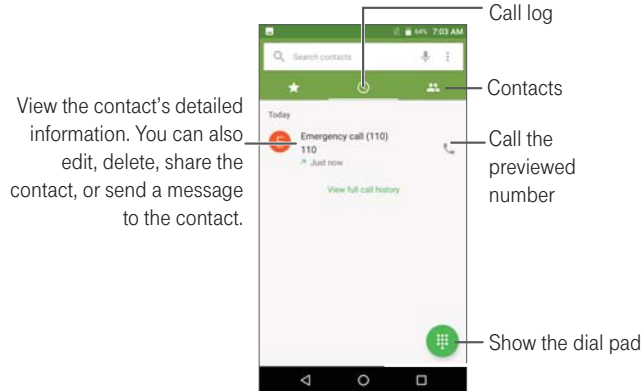 Call log
64% 7:03 AM
Search contacts
Contacts
Today
View the contact's detailed
information. You can also
edit, delete, share the
contact, or send a message
to the contact.
Emergency call (110)
110
Just now
Call the
previewed
number
View full call history
Show the dial pad